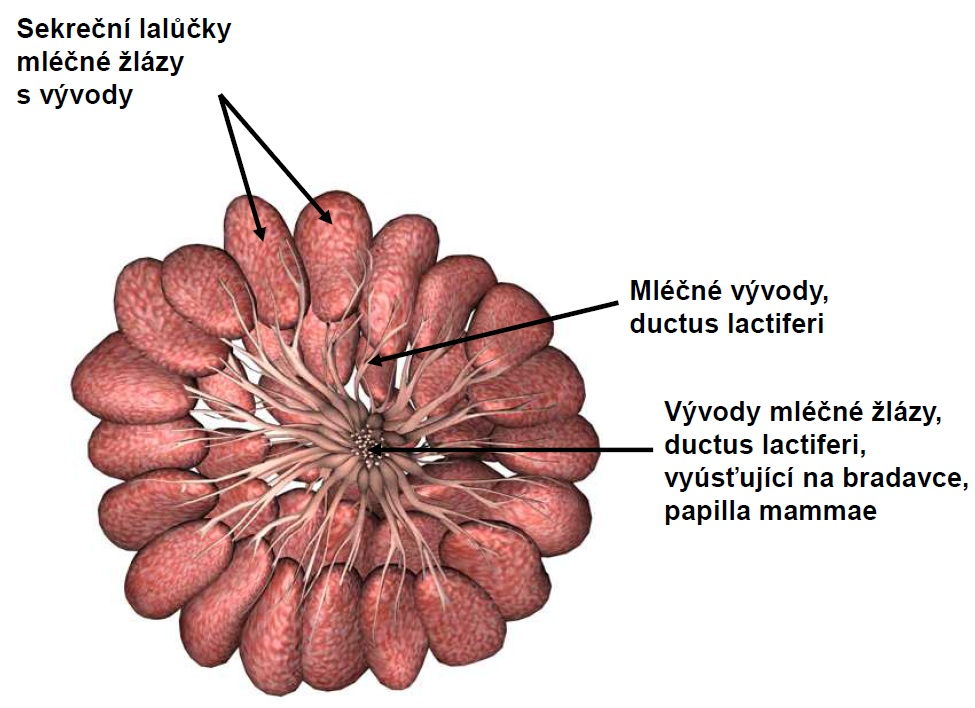 Sekreční lalůčky
mléčné žlázy
s vývody
Mléčné vývody,
ductus lactiferi
Vývody mléčné žlázy,
ductus lactiferi,
vyúsťující na bradavce,
papilla mammae